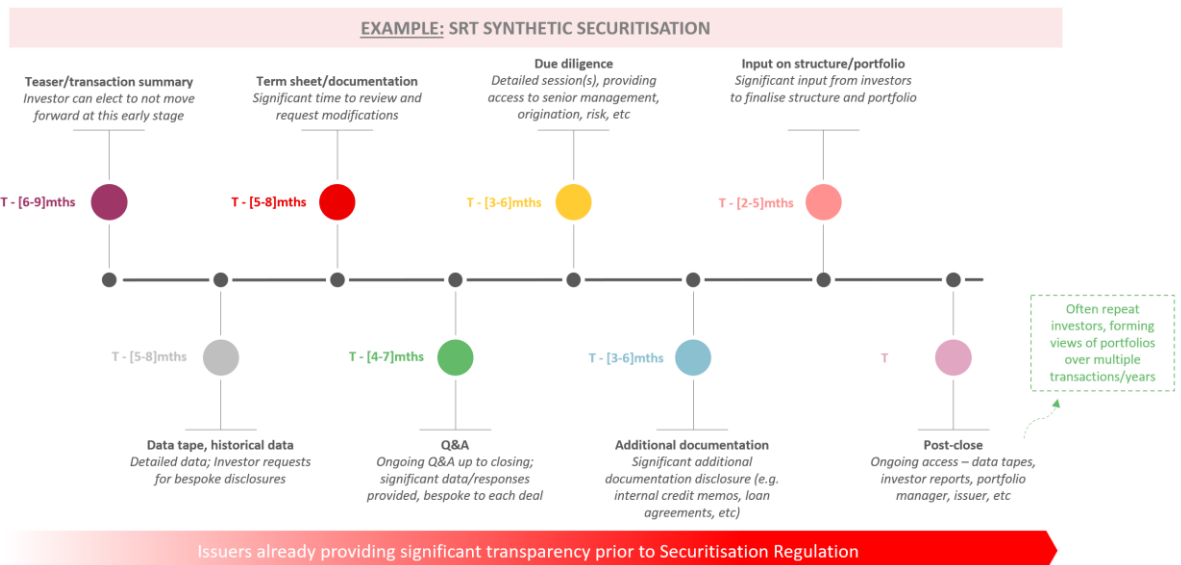 EXAMPLE: SRT SYNTHETIC SECURITISATION
Teaser/transaction summary
Investor can elect to not move
forward at this early stage
Term sheet/documentation
Significant time to review and
request modifications
Due diligence
Detailed session(s), providing
access to senior management,
origination, risk, etc
Input on structure/portfolio
Significant input from investors
to finalise structure and portfolio
T - [6-9]mths
T - [5-8]mths
T - [3-6]mths
T - [2-5]mths
T - [5-8]mths
T - [4-7]mths
T - [3-6]mths
T
Often repeat
investors, forming
views of portfolios
over multiple
transactions/years
Data tape, historical data
Detailed data; Investor requests
for bespoke disclosures
Q&A
Ongoing Q&A up to closing;
significant data/responses
provided, bespoke to each deal
Additional documentation
Significant additional
documentation disclosure (e.g.
internal credit memos, loan
agreements, etc)
Post-close
Ongoing access – data tapes,
investor reports, portfolio
manager, issuer, etc
Issuers already providing significant transparency prior to Securitisation Regulation